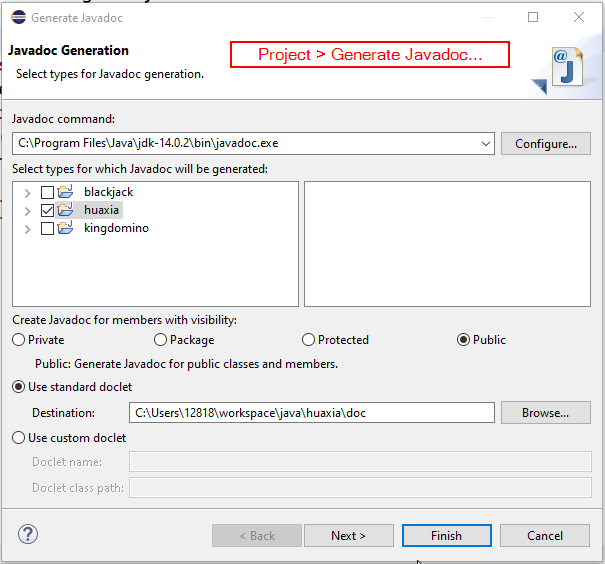 Generate Javadoc
Javadoc Generation
Project > Generate Javadoc...
Select types for Javadoc generation.
@
J
Javadoc command:
C:\Program Files\Java\jdk-14.0.2\bin\javadoc.exe
Configure...
Select types for which Javadoc will be generated:
blackjack
huaxia
kingdomino
Create Javadoc for members with visibility:
Private Package Protected Public
Public: Generate Javadoc for public classes and members.
Use standard doclet
Destination: C:\Users\12818\workspace\java\huaxia\doc Browse...
Use custom doclet
Doclet name:
Doclet class path:
? < Back Next > Finish Cancel